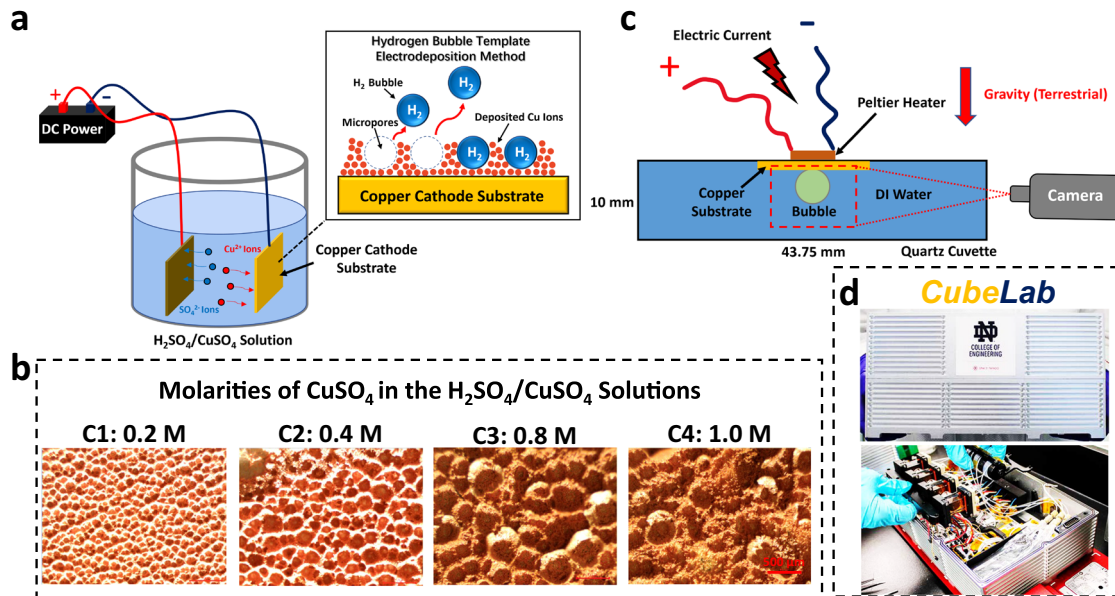 a
+
−
DC Power
Hydrogen Bubble Template
Electrodeposition Method
H₂ Bubble
H₂
H₂
Micropores
Deposited Cu Ions
H₂
H₂
Copper Cathode Substrate
Cu²⁺ Ions
SO₄²⁻ Ions
Copper Cathode
Substrate
H₂SO₄/CuSO₄ Solution
c
Electric Current
+
−
Peltier Heater
Gravity (Terrestrial)
10 mm
Copper
Substrate
Bubble
DI Water
Camera
43.75 mm
Quartz Cuvette
b
Molarities of CuSO₄ in the H₂SO₄/CuSO₄ Solutions
C1: 0.2 M
C2: 0.4 M
C3: 0.8 M
C4: 1.0 M
d
CubeLab
ND
COLLEGE OF
ENGINEERING